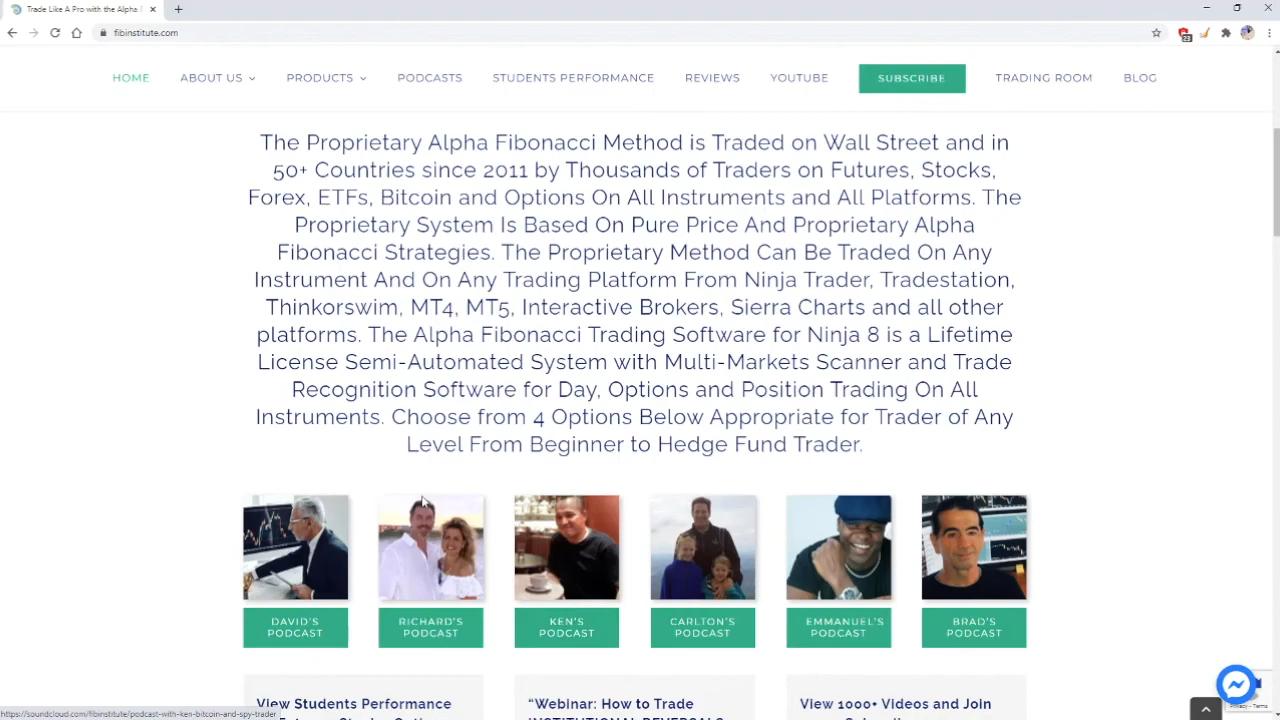 Trade Like A Pro with the Alpha
fibinstitute.com
HOME
ABOUT US
PRODUCTS
PODCASTS
STUDENTS PERFORMANCE
REVIEWS
YOUTUBE
SUBSCRIBE
TRADING ROOM
BLOG
The Proprietary Alpha Fibonacci Method is Traded on Wall Street and in
50+ Countries since 2011 by Thousands of Traders on Futures, Stocks,
Forex, ETFs, Bitcoin and Options On All Instruments and All Platforms. The
Proprietary System Is Based On Pure Price And Proprietary Alpha
Fibonacci Strategies. The Proprietary Method Can Be Traded On Any
Instrument And On Any Trading Platform From Ninja Trader, Tradestation,
Thinkorswim, MT4, MT5, Interactive Brokers, Sierra Charts and all other
platforms. The Alpha Fibonacci Trading Software for Ninja 8 is a Lifetime
License Semi-Automated System with Multi-Markets Scanner and Trade
Recognition Software for Day, Options and Position Trading On All
Instruments. Choose from 4 Options Below Appropriate for Trader of Any
Level From Beginner to Hedge Fund Trader.
DAVID'S
PODCAST
RICHARD'S
PODCAST
KEN'S
PODCAST
CARLTON'S
PODCAST
EMMANUEL'S
PODCAST
BRAD'S
PODCAST
View Students Performance
"Webinar: How to Trade
INSTITUTIONAL REVERSALS
View 1000+ Videos and Join
https://soundcloud.com/fibinstitute/podcast-with-ken-bitcoin-and-spy-trader
Privacy - Terms